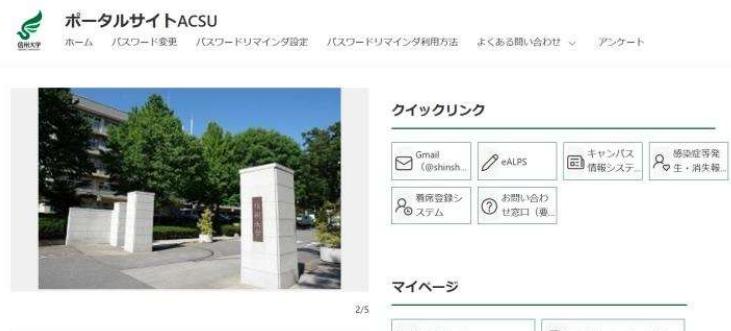 ポータルサイトACSU
信州大学
ホーム パスワード変更 パスワードリマインダ設定 パスワードリマインダ利用方法 よくある問い合わせ アンケート
信州大学
2/5
クイックリンク
Gmail
(@shinsh...
eALPS
キャンパス
情報システ...
感染症等発
生・消失報...
着席登録シ
ステム
お問い合わ
せ窓口(要...
マイページ